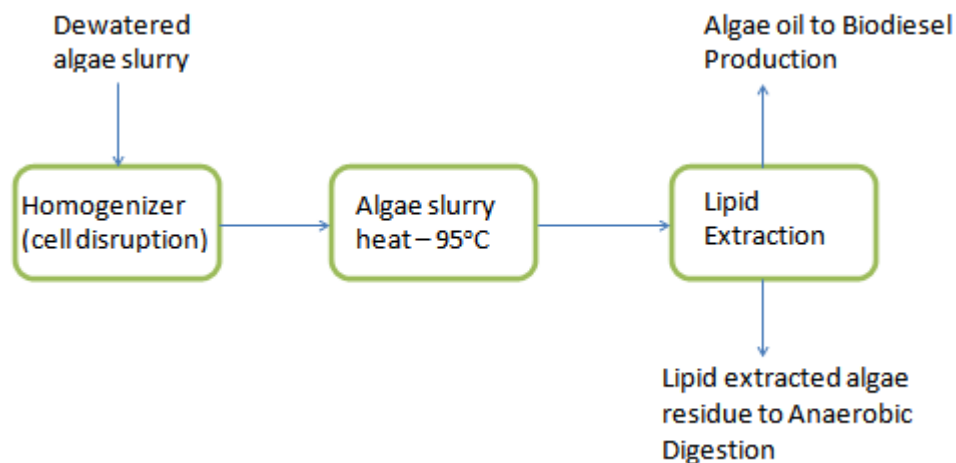 Dewatered
algae slurry
Algae oil to Biodiesel
Production
Homogenizer
(cell disruption)
Algae slurry
heat – 95°C
Lipid
Extraction
Lipid extracted algae
residue to Anaerobic
Digestion